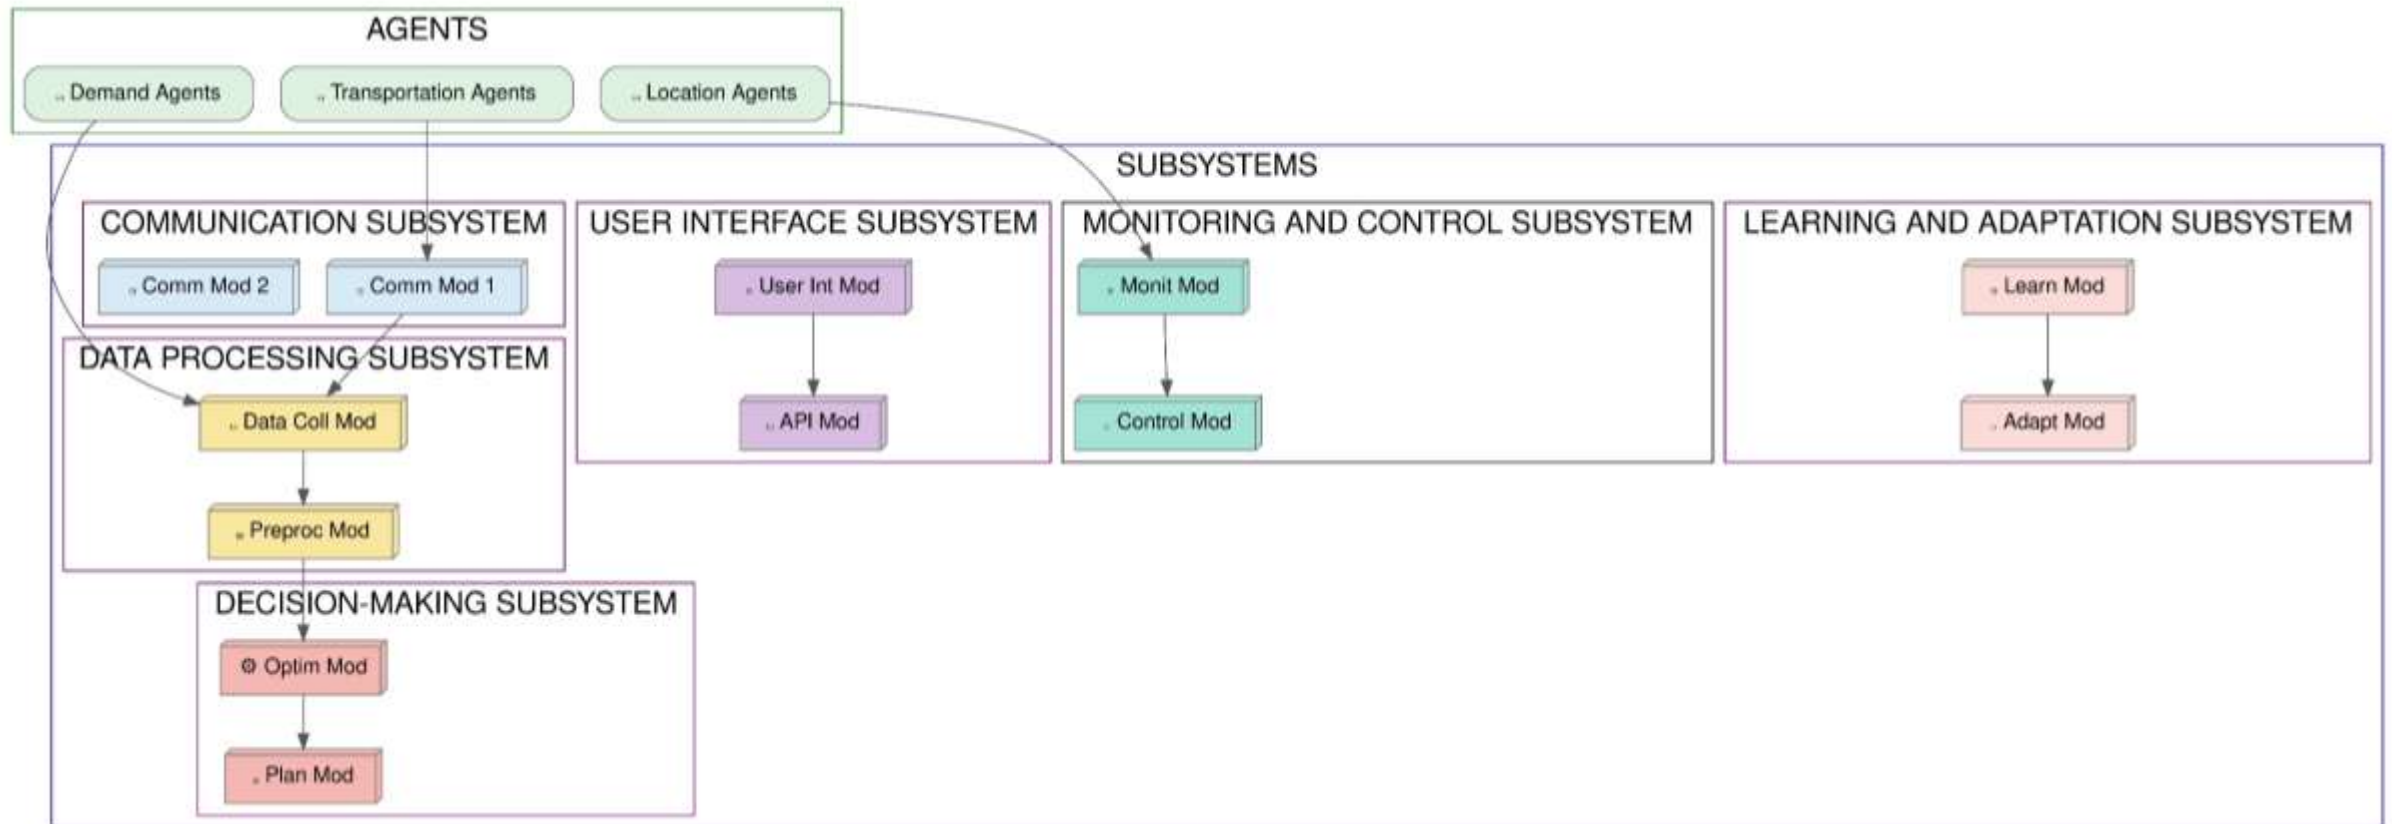 AGENTS
Demand Agents
Transportation Agents
Location Agents
SUBSYSTEMS
COMMUNICATION SUBSYSTEM
USER INTERFACE SUBSYSTEM
MONITORING AND CONTROL SUBSYSTEM
LEARNING AND ADAPTATION SUBSYSTEM
Comm Mod 2
Comm Mod 1
User Int Mod
Monit Mod
Learn Mod
DATA PROCESSING SUBSYSTEM
Data Coll Mod
API Mod
Control Mod
Adapt Mod
Preproc Mod
DECISION-MAKING SUBSYSTEM
⚙ Optim Mod
Plan Mod